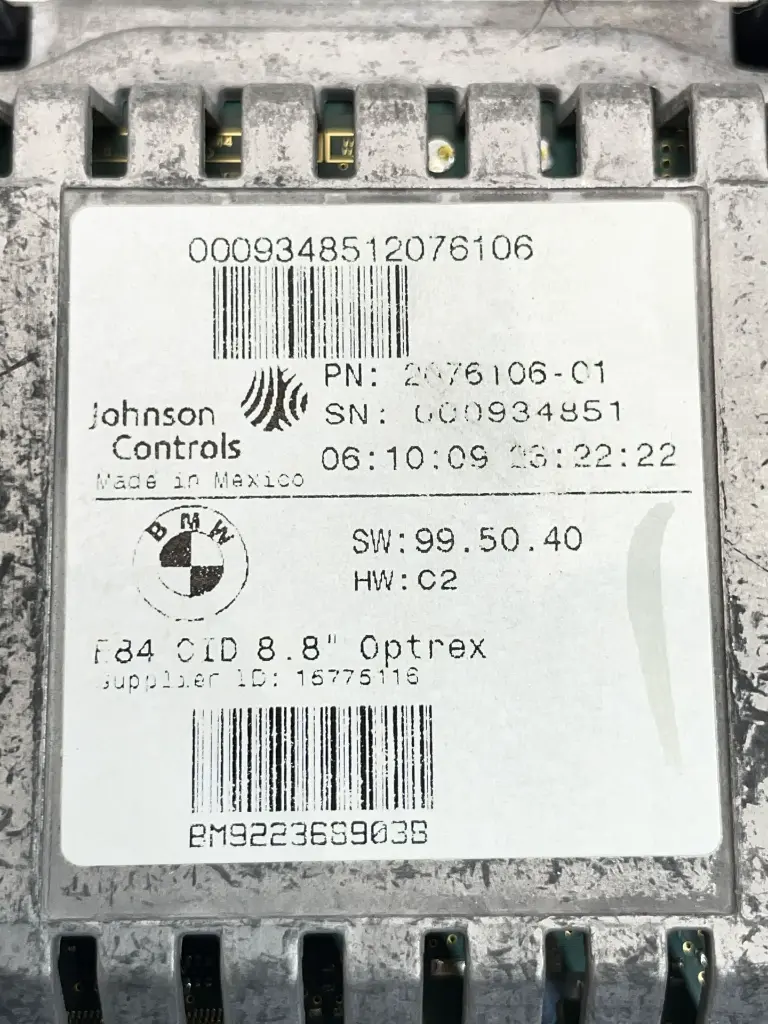 0009348512076106
Johnson
Controls
Made in Mexico
PN: 2076106-01
SN: 000934851
06:10:09 23:22:22
BMW
SW:99.50.40
HW:C2
E84 CID 8.8" Optrex
Supplier ID: 15775116